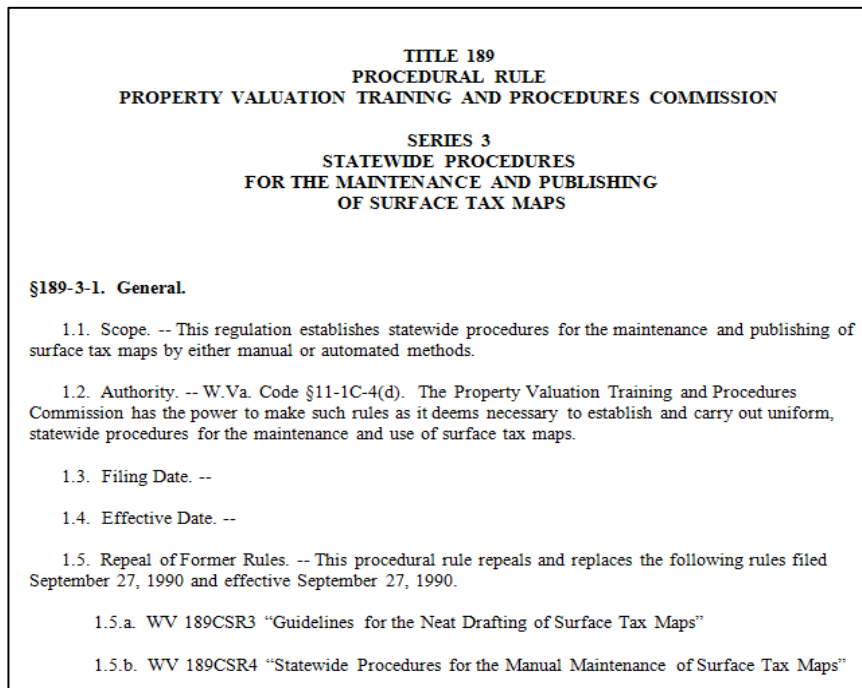 TITLE 189
PROCEDURAL RULE
PROPERTY VALUATION TRAINING AND PROCEDURES COMMISSION
SERIES 3
STATEWIDE PROCEDURES
FOR THE MAINTENANCE AND PUBLISHING
OF SURFACE TAX MAPS
§189-3-1. General.
1.1. Scope. -- This regulation establishes statewide procedures for the maintenance and publishing of
surface tax maps by either manual or automated methods.
1.2. Authority. -- W.Va. Code §11-1C-4(d). The Property Valuation Training and Procedures
Commission has the power to make such rules as it deems necessary to establish and carry out uniform,
statewide procedures for the maintenance and use of surface tax maps.
1.3. Filing Date. --
1.4. Effective Date. --
1.5. Repeal of Former Rules. -- This procedural rule repeals and replaces the following rules filed
September 27, 1990 and effective September 27, 1990.
1.5.a. WV 189CSR3 “Guidelines for the Neat Drafting of Surface Tax Maps”
1.5.b. WV 189CSR4 “Statewide Procedures for the Manual Maintenance of Surface Tax Maps”